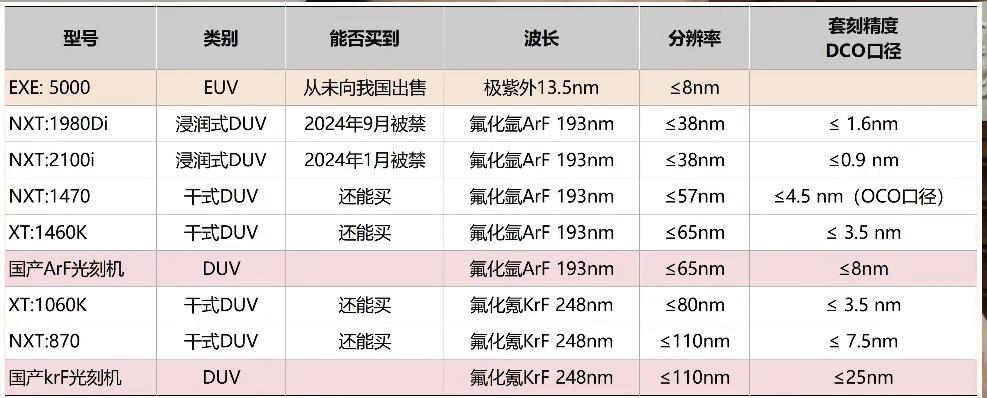 型号 类别 能否买到 波长 分辨率 套刻精度
DCO口径
EXE: 5000 EUV 从未向我国出售 极紫外13.5nm ≤8nm
NXT:1980Di 浸润式DUV 2024年9月被禁 氟化氩ArF 193nm ≤38nm ≤ 1.6nm
NXT:2100i 浸润式DUV 2024年1月被禁 氟化氩ArF 193nm ≤38nm ≤0.9 nm
NXT:1470 干式DUV 还能买 氟化氩ArF 193nm ≤57nm ≤4.5 nm（OCO口径）
XT:1460K 干式DUV 还能买 氟化氩ArF 193nm ≤65nm ≤ 3.5 nm
国产ArF光刻机 DUV 氟化氩ArF 193nm ≤65nm ≤8nm
XT:1060K 干式DUV 还能买 氟化氪KrF 248nm ≤80nm ≤ 3.5 nm
NXT:870 干式DUV 还能买 氟化氪KrF 248nm ≤110nm ≤ 7.5nm
国产krF光刻机 DUV 氟化氪KrF 248nm ≤110nm ≤25nm